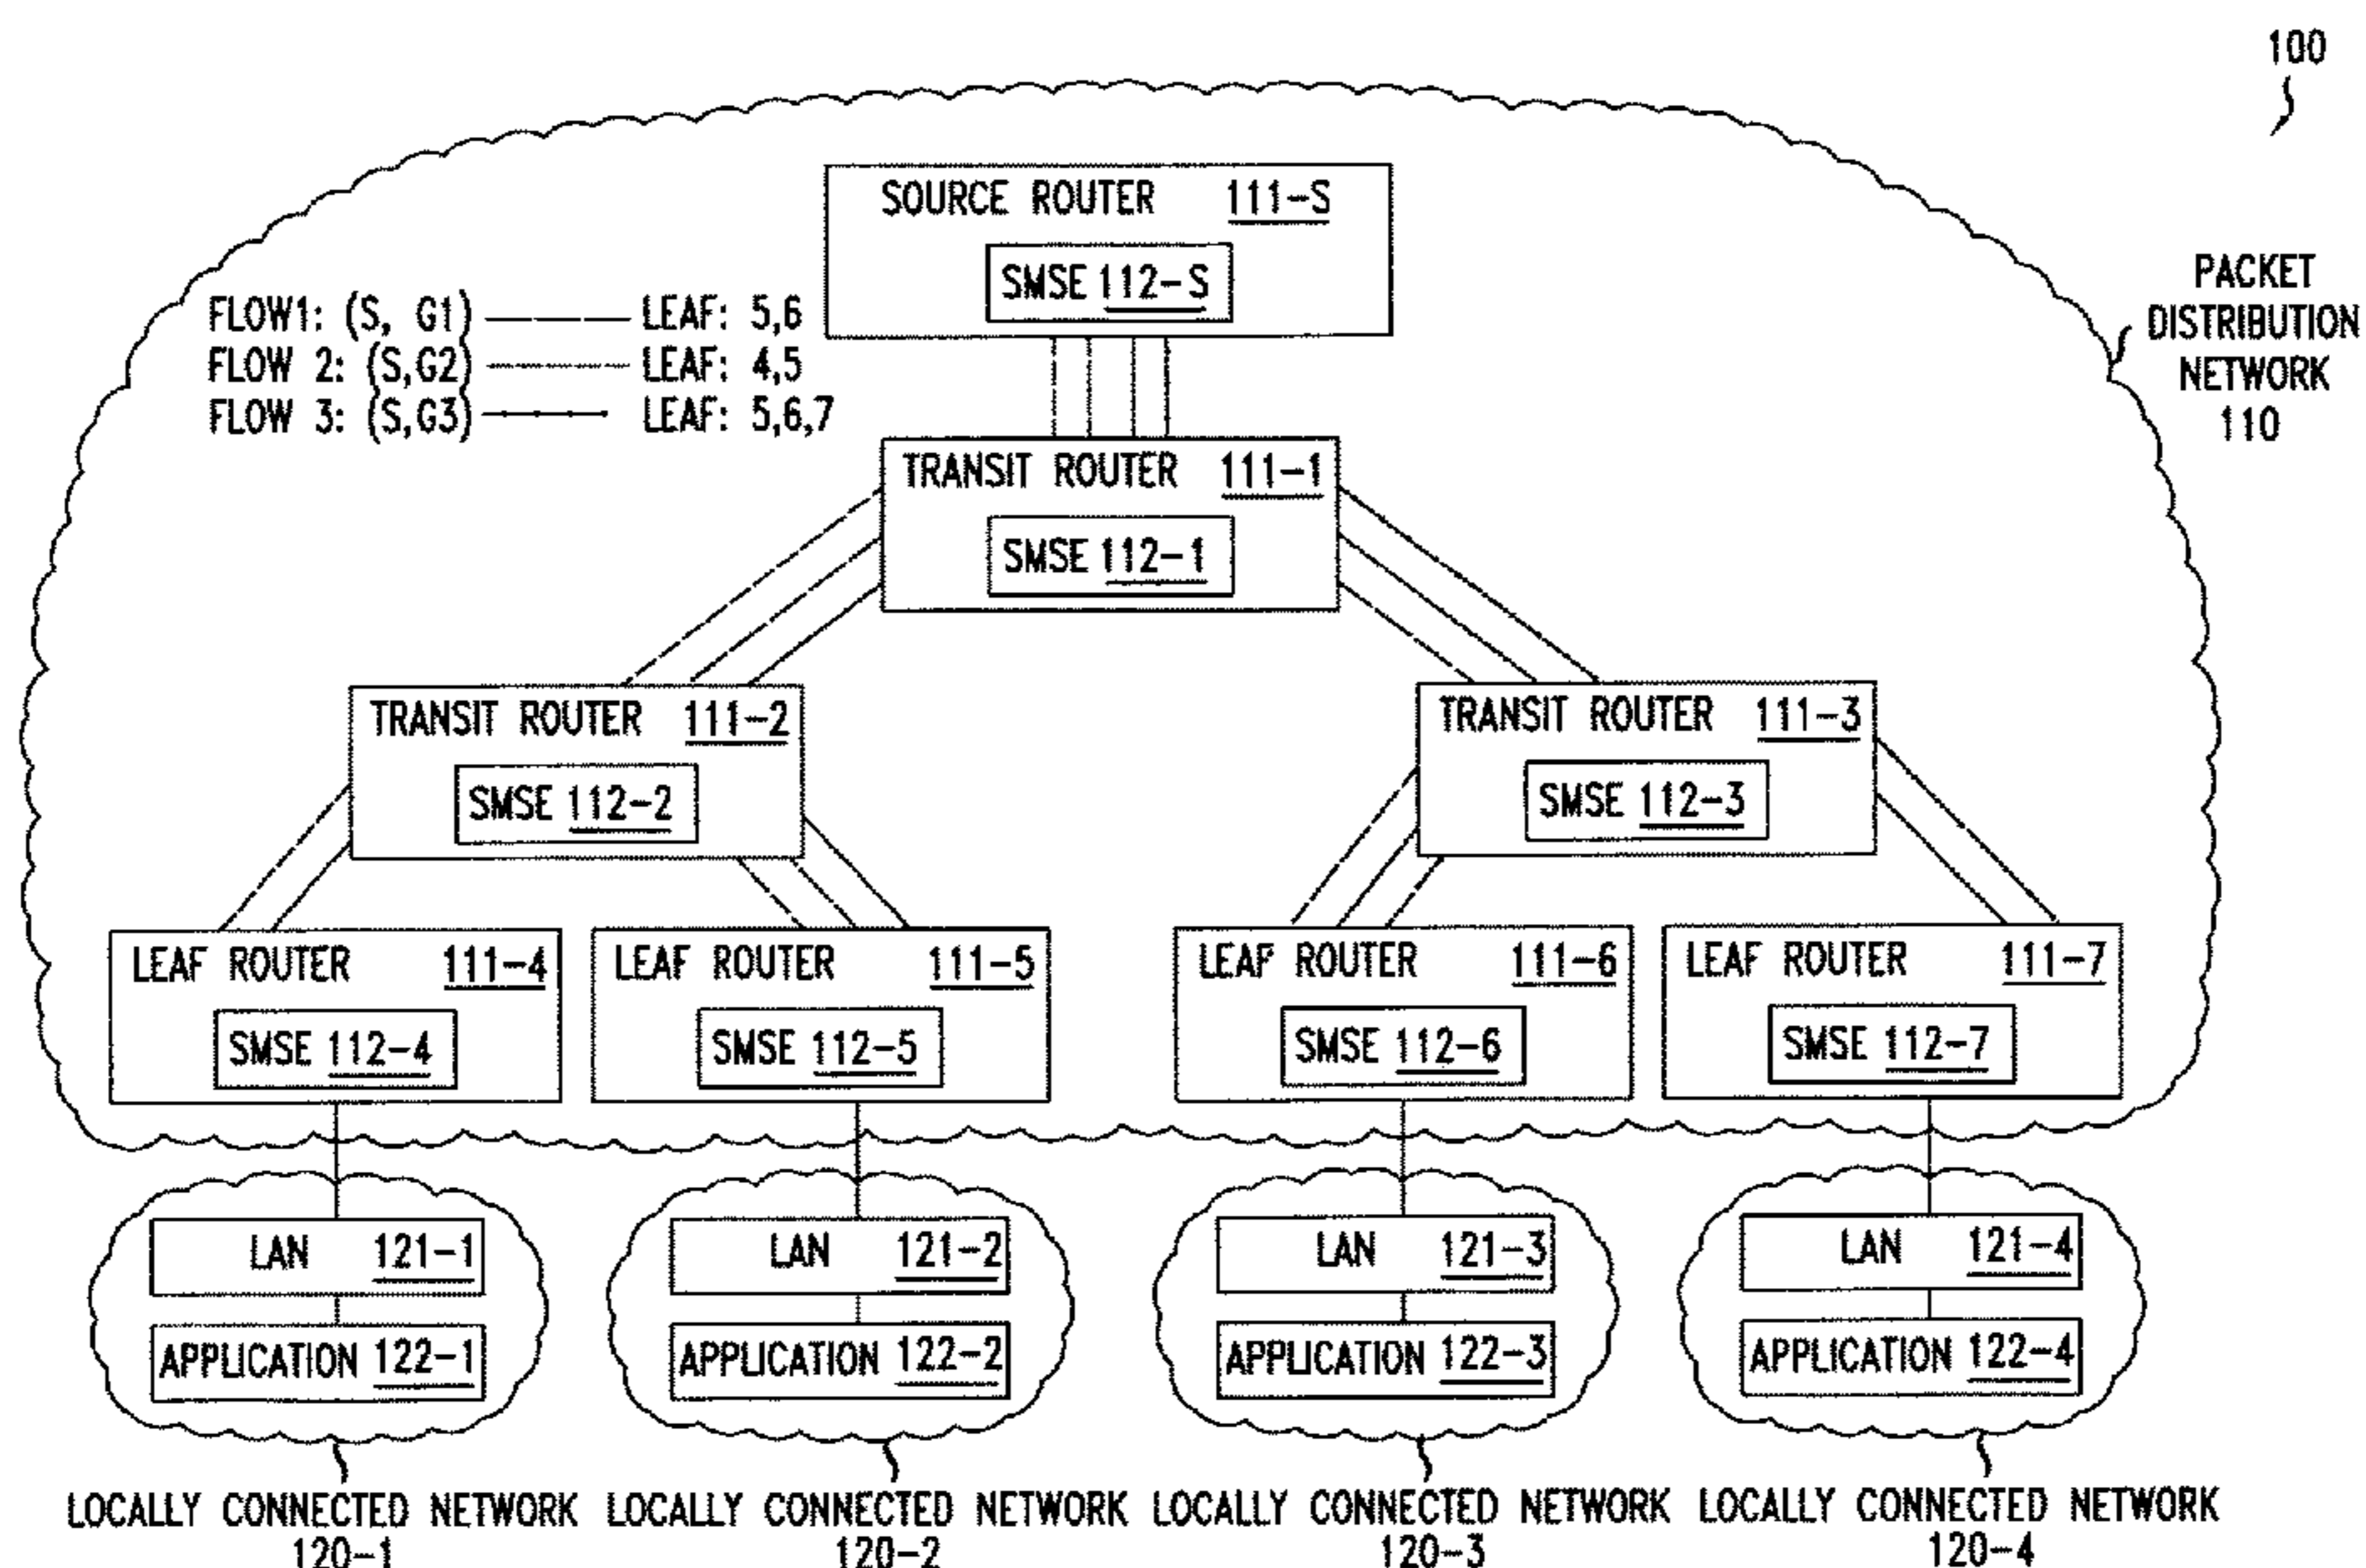 100
SOURCE ROUTER 111-S
SMSE 112-S
PACKET
DISTRIBUTION
NETWORK
110
FLOW1: (S, G1) LEAF: 5,6
FLOW 2: (S,G2) LEAF: 4,5
FLOW 3: (S,G3) LEAF: 5,6,7
TRANSIT ROUTER 111-1
SMSE 112-1
TRANSIT ROUTER 111-2
SMSE 112-2
TRANSIT ROUTER 111-3
SMSE 112-3
LEAF ROUTER 111-4
SMSE 112-4
LEAF ROUTER 111-5
SMSE 112-5
LEAF ROUTER 111-6
SMSE 112-6
LEAF ROUTER 111-7
SMSE 112-7
LAN 121-1
APPLICATION 122-1
LAN 121-2
APPLICATION 122-2
LAN 121-3
APPLICATION 122-3
LAN 121-4
APPLICATION 122-4
LOCALLY CONNECTED NETWORK
120-1
LOCALLY CONNECTED NETWORK
120-2
LOCALLY CONNECTED NETWORK
120-3
LOCALLY CONNECTED NETWORK
120-4